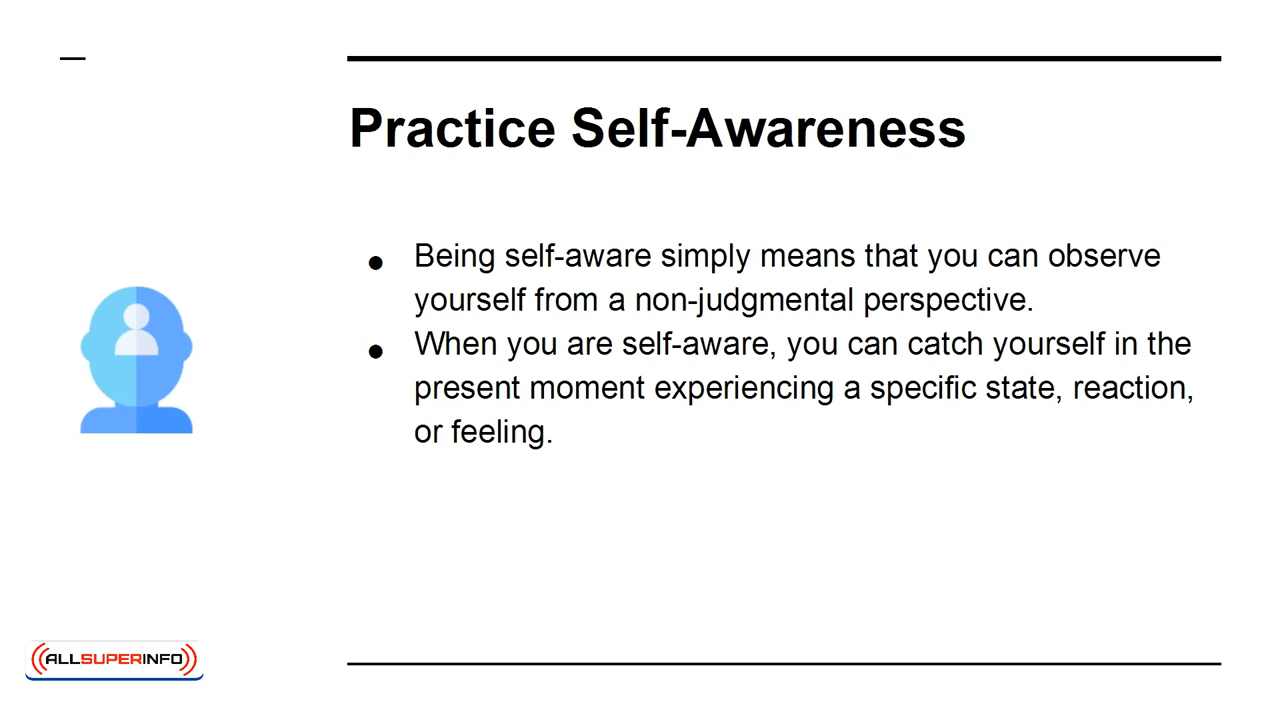 Practice Self-Awareness
● Being self-aware simply means that you can observe
yourself from a non-judgmental perspective.
● When you are self-aware, you can catch yourself in the
present moment experiencing a specific state, reaction,
or feeling.
ALLSUPERINFO